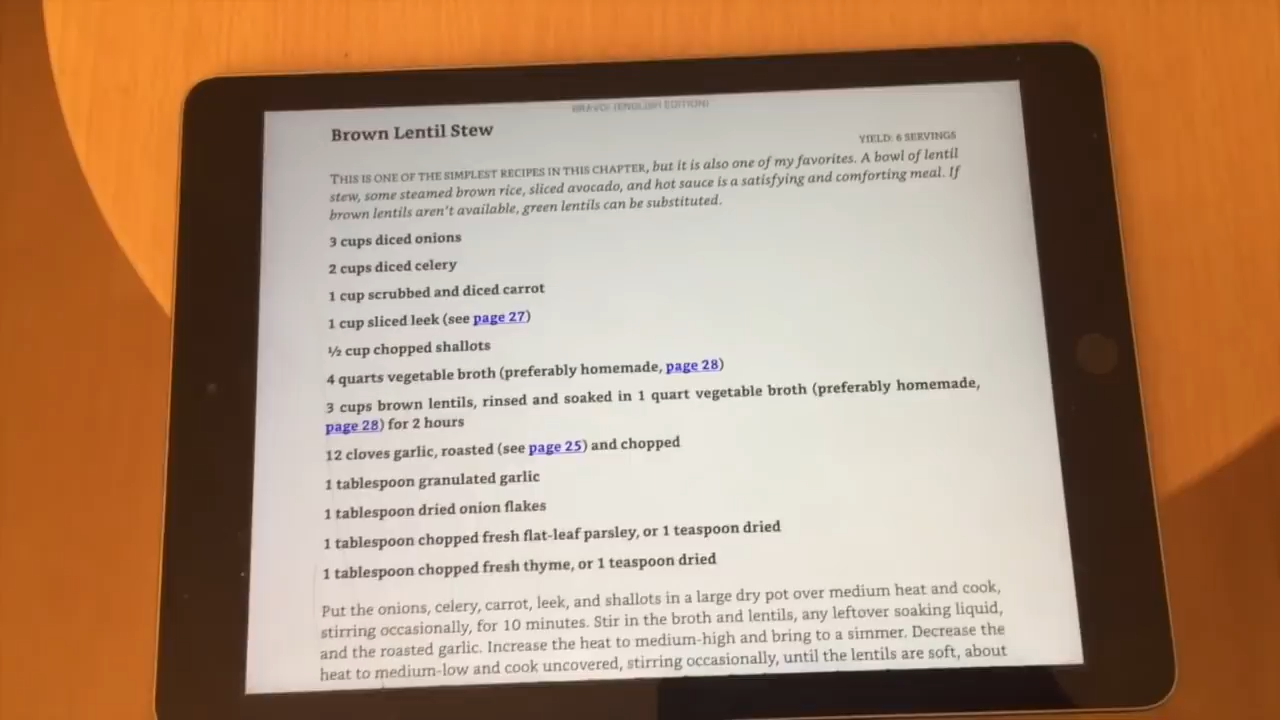 BRAVO! (ENGLISH EDITION)
Brown Lentil Stew
YIELD: 6 SERVINGS
THIS IS ONE OF THE SIMPLEST RECIPES IN THIS CHAPTER, but it is also one of my favorites. A bowl of lentil
stew, some steamed brown rice, sliced avocado, and hot sauce is a satisfying and comforting meal. If
brown lentils aren't available, green lentils can be substituted.
3 cups diced onions
2 cups diced celery
1 cup scrubbed and diced carrot
1 cup sliced leek (see page 27)
½ cup chopped shallots
4 quarts vegetable broth (preferably homemade, page 28)
3 cups brown lentils, rinsed and soaked in 1 quart vegetable broth (preferably homemade,
page 28) for 2 hours
12 cloves garlic, roasted (see page 25) and chopped
1 tablespoon granulated garlic
1 tablespoon dried onion flakes
1 tablespoon chopped fresh flat-leaf parsley, or 1 teaspoon dried
1 tablespoon chopped fresh thyme, or 1 teaspoon dried
Put the onions, celery, carrot, leek, and shallots in a large dry pot over medium heat and cook,
stirring occasionally, for 10 minutes. Stir in the broth and lentils, any leftover soaking liquid,
and the roasted garlic. Increase the heat to medium-high and bring to a simmer. Decrease the
heat to medium-low and cook uncovered, stirring occasionally, until the lentils are soft, about